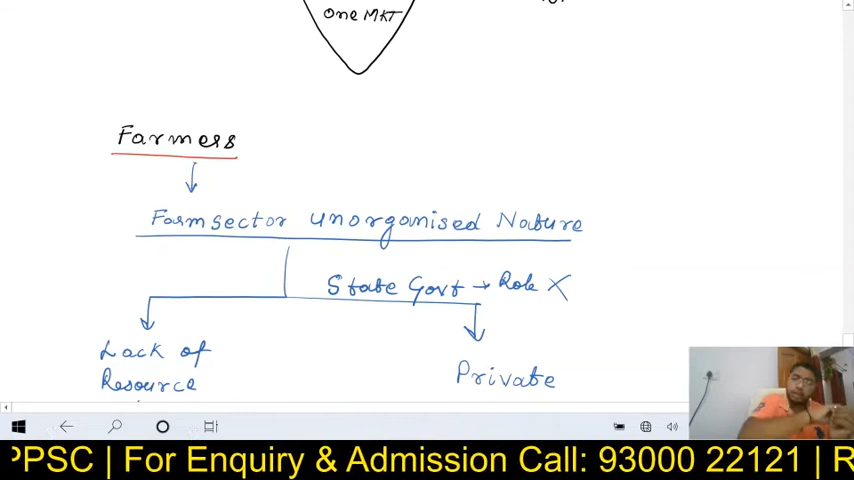 One MKT
Farmers
Farmsector unorganised Nature
State Govt → Role X
Lack of
Resource
Private
PPSC | For Enquiry & Admission Call: 93000 22121 | R